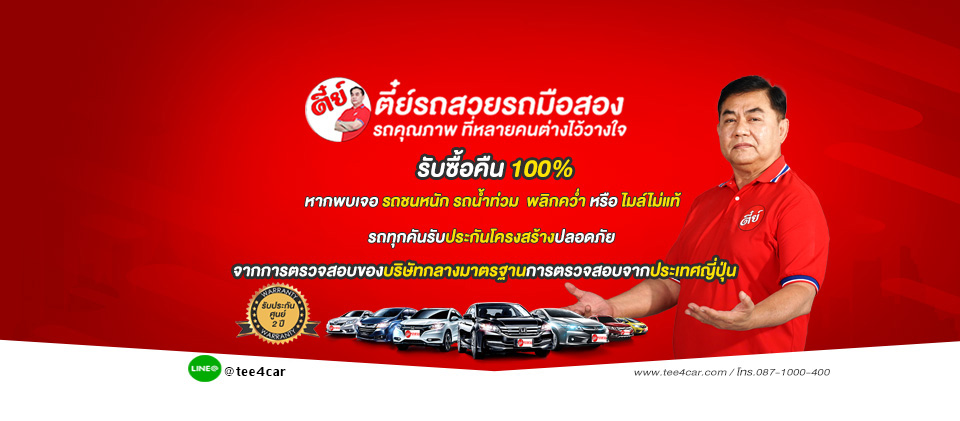 ตี๋ย์
ตี๋ย์รถสวยรถมือสอง
รถคุณภาพ ที่หลายคนต่างไว้วางใจ
รับซื้อคืน 100%
หากพบเจอ รถชนหนัก รถน้ำท่วม พลิกคว่ำ หรือ ไมล์ไม่แท้
รถทุกคันรับประกันโครงสร้างปลอดภัย
จากการตรวจสอบของบริษัทกลางมาตรฐานการตรวจสอบจากประเทศญี่ปุ่น
ตี๋ย์
WARRANTY
รับประกัน
ศูนย์
2 ปี
WARRANTY
LINE@
@tee4car
www.tee4car.com / โทร.087-1000-400